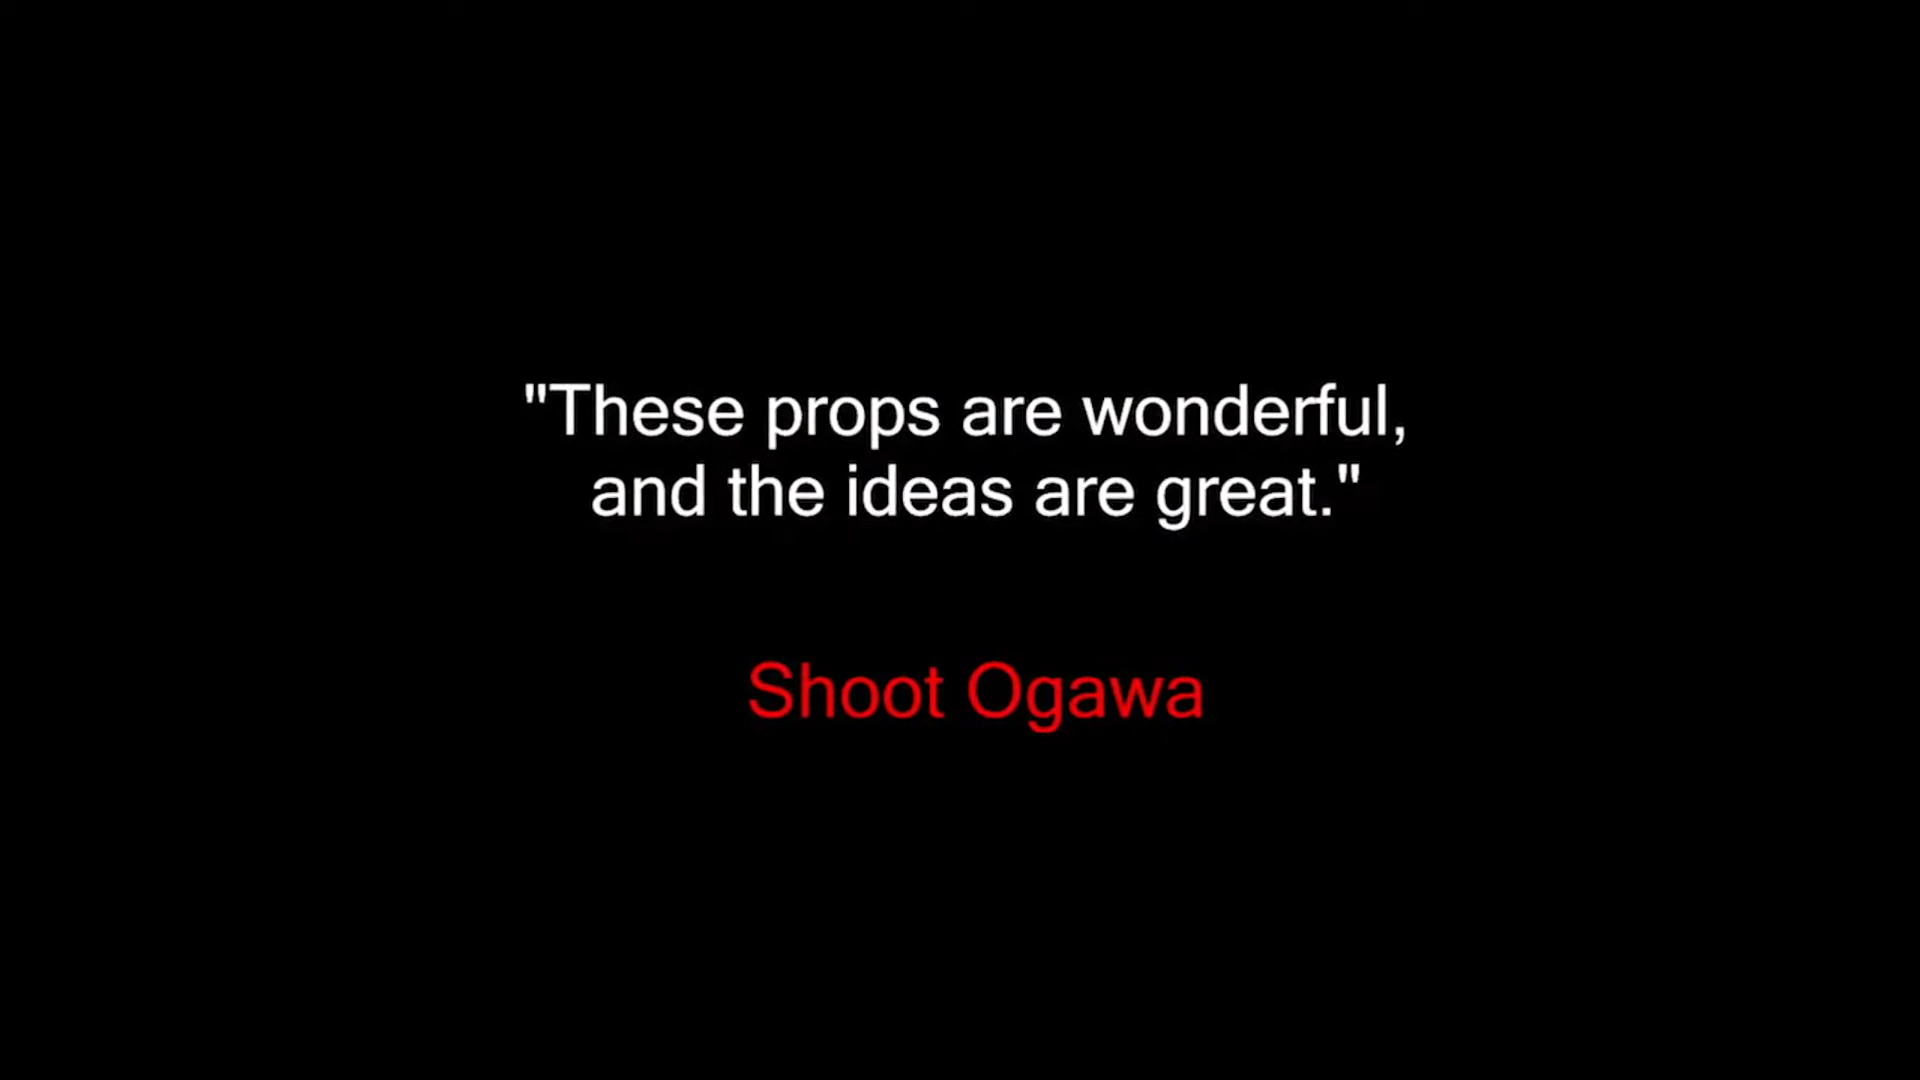 "These props are wonderful,
and the ideas are great."
Shoot Ogawa